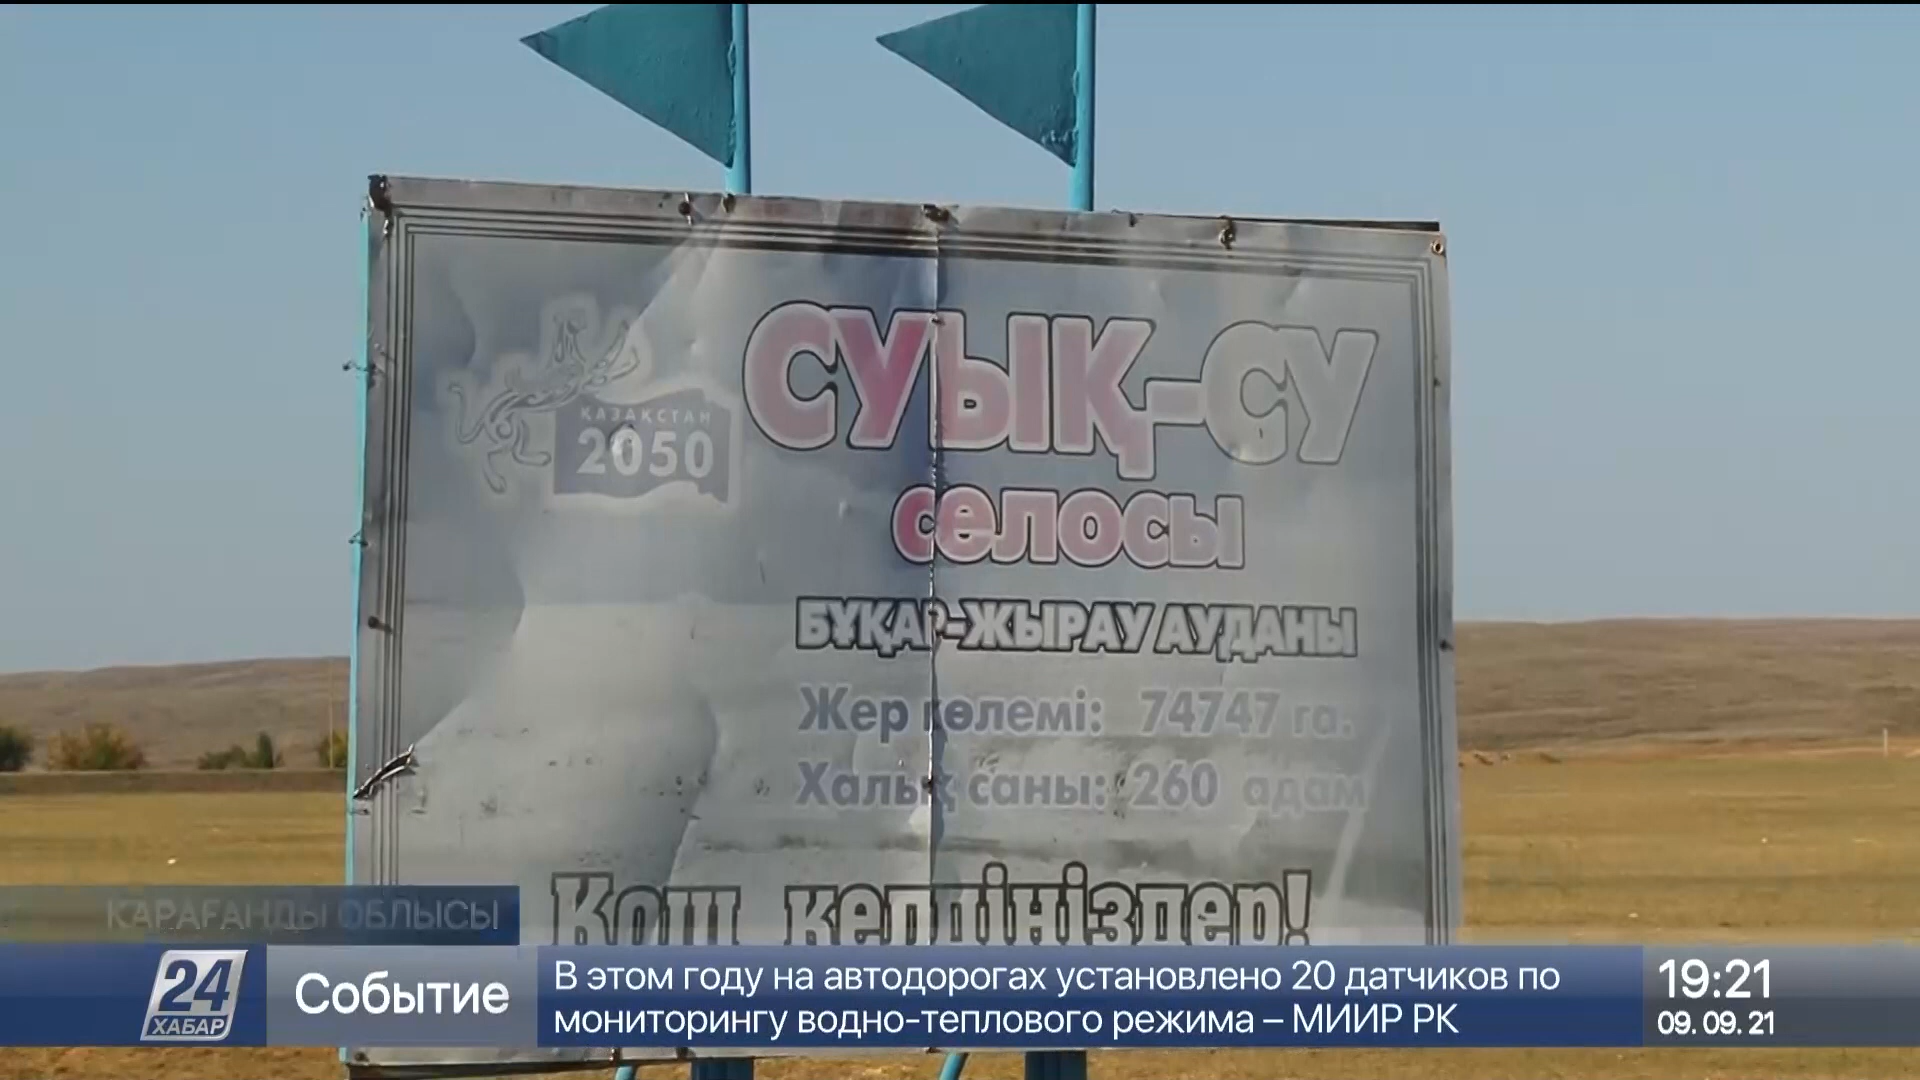 ҚАЗАҚСТАН
2050
СУЫҚ-СУ
селосы
БҰҚАР-ЖЫРАУ АУДАНЫ
Жер көлемі: 74747 га.
Халық саны: 260 адам
Қош келдіңіздер!
ҚАРАҒАНДЫ ОБЛЫСЫ
24
ХАБАР
Событие
В этом году на автодорогах установлено 20 датчиков по
мониторингу водно-теплового режима – МИИР РК
19:21
09. 09. 21